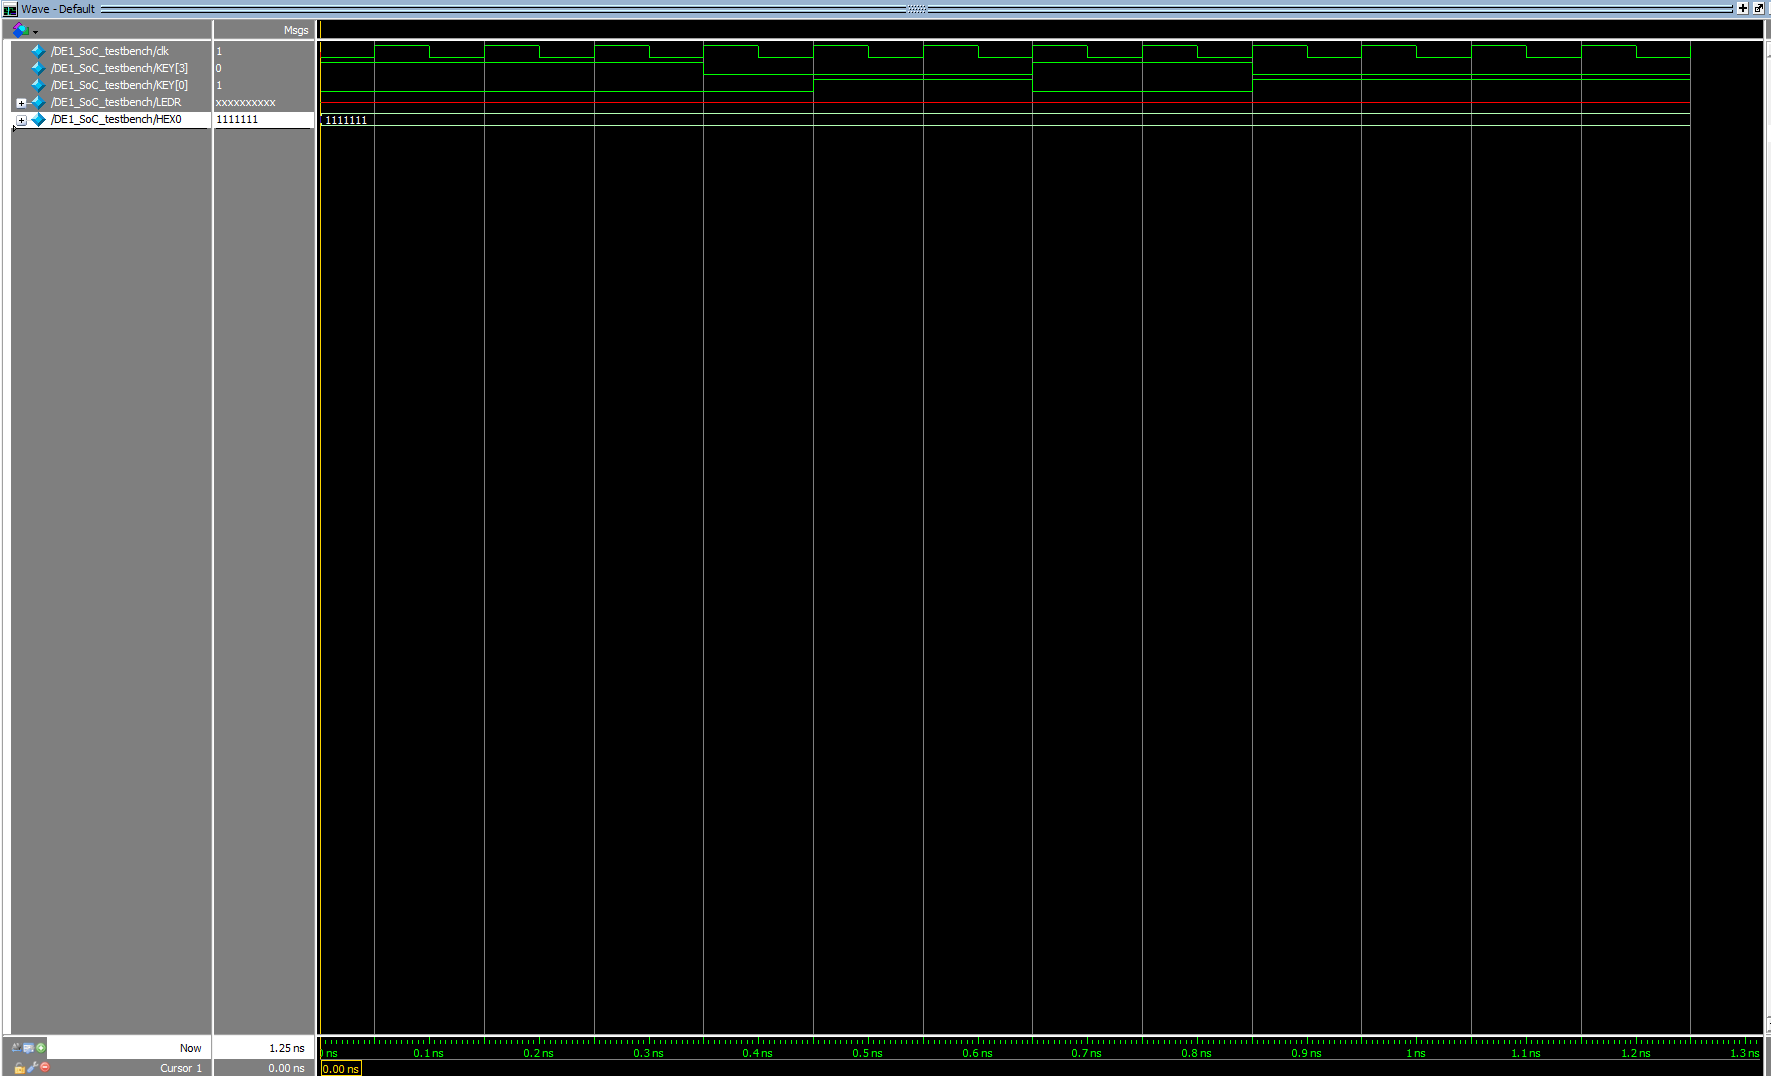 Wave - Default
Msgs
/DE1_SoC_testbench/clk 1
/DE1_SoC_testbench/KEY[3] 0
/DE1_SoC_testbench/KEY[0] 1
/DE1_SoC_testbench/LEDR xxxxxxxxxx
/DE1_SoC_testbench/HEX0 1111111 1111111
Now 1.25 ns ns 0.1 ns 0.2 ns 0.3 ns 0.4 ns 0.5 ns 0.6 ns 0.7 ns 0.8 ns 0.9 ns 1 ns 1.1 ns 1.2 ns 1.3 ns
Cursor 1 0.00 ns 0.00 ns